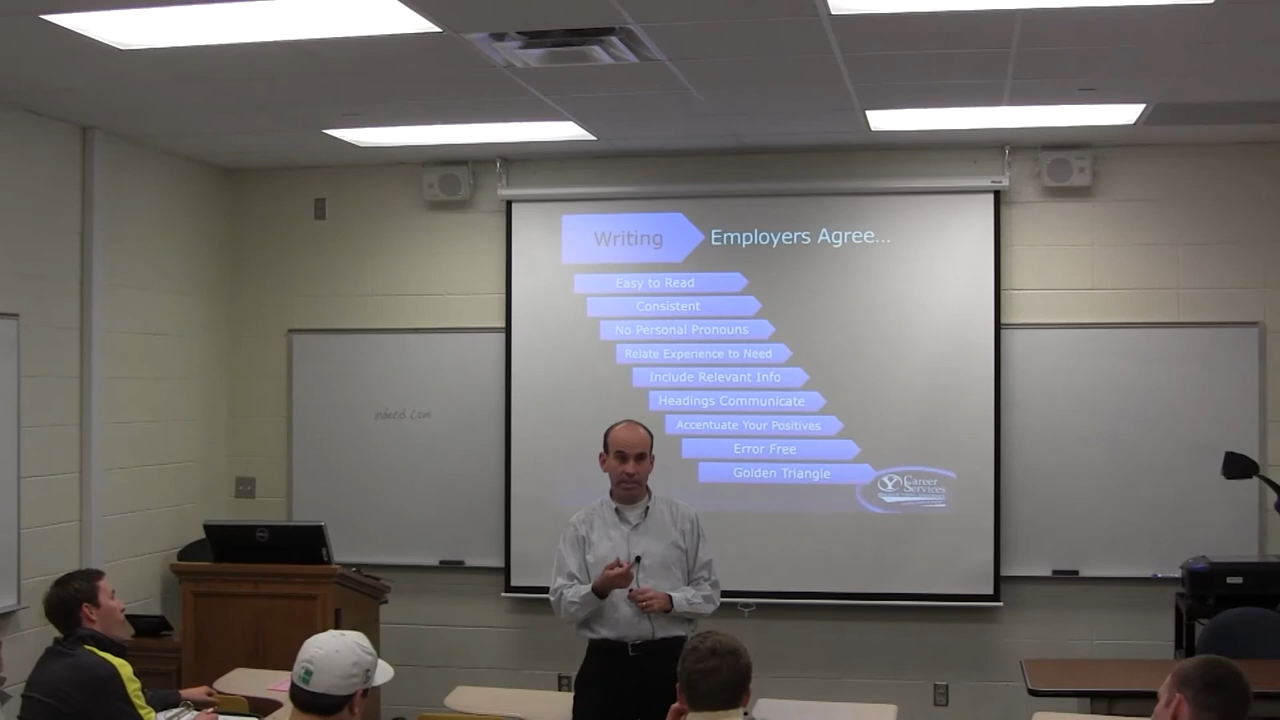 Writing Employers Agree...
Easy to Read
Consistent
No Personal Pronouns
Relate Experience to Need
Include Relevant Info
Headings Communicate
Accentuate Your Positives
Error Free
Golden Triangle
Y Career
Services
indeed.com
DELL